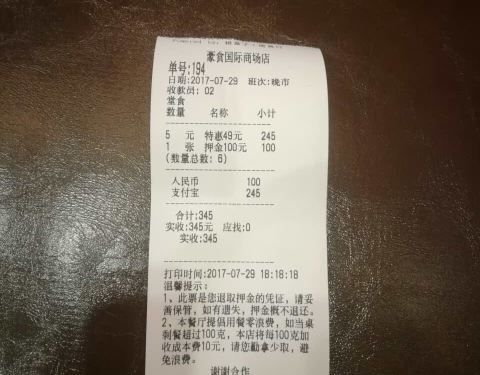 豪食国际商场店
单号:194
日期:2017-07-29 班次:晚市
收款员: 02
堂食
数量 名称 小计
5 元 特惠49元 245
1 张 押金100元 100
(数量总数: 6)
人民币 100
支付宝 245
合计:345
实收:345元 应找:0
实收:345
打印时间:2017-07-29 18:18:18
温馨提示:
1、此票是您退取押金的凭证, 请妥
善保管, 如有遗失, 押金概不退还。
2、本餐厅提倡用餐零浪费, 如当桌
剩餐超过100克, 本店将每100克加
收成本费10元, 请您勤拿少取, 避
免浪费。
谢谢合作